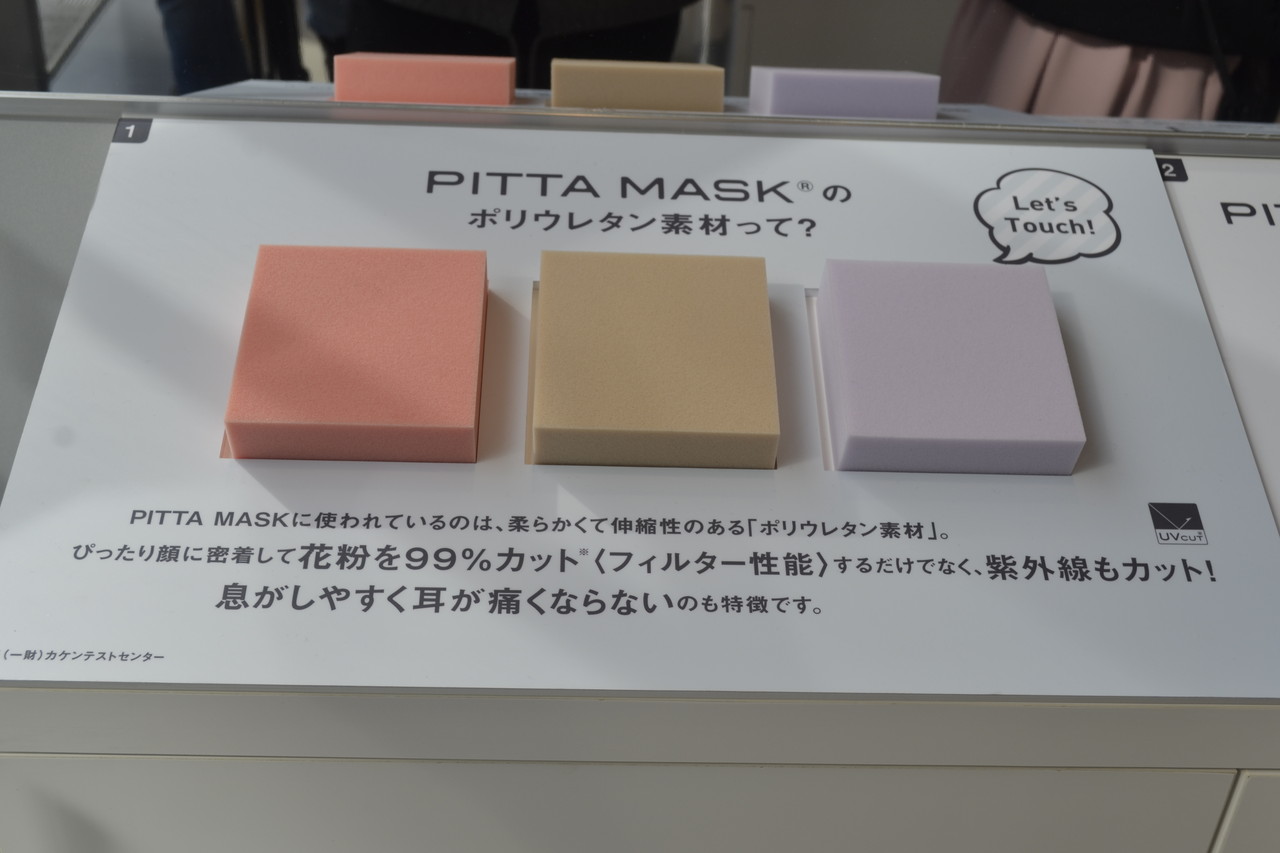 1
PITTA MASK®の
ポリウレタン素材って?
Let's
Touch!
2
PI
PITTA MASKに使われているのは、柔らかくて伸縮性のある「ポリウレタン素材」。
ぴったり顔に密着して花粉を99%カット※〈フィルター性能〉するだけでなく、紫外線もカット!
息がしやすく耳が痛くならないのも特徴です。
UV CUT
(一財)カケンテストセンター